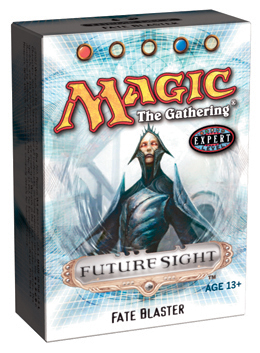 MAGIC
The Gathering®
EXPERT
LEVEL
FUTURE SIGHT
AGE 13+
FATE BLASTER